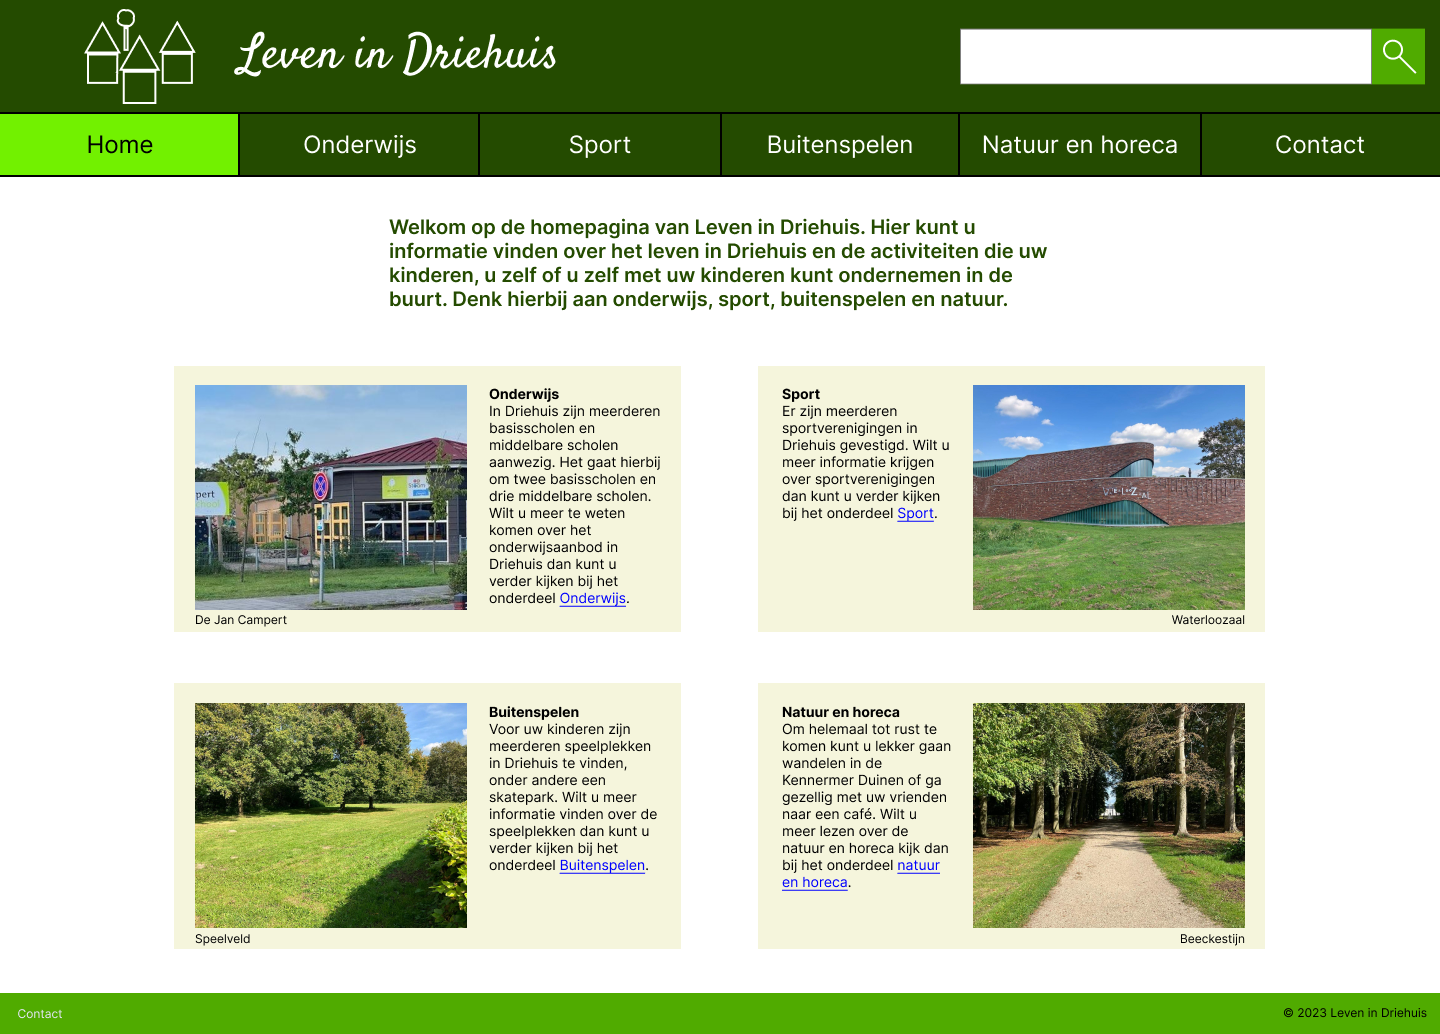 Leven in Driehuis
Home
Onderwijs
Sport
Buitenspelen
Natuur en horeca
Contact
Welkom op de homepagina van Leven in Driehuis. Hier kunt u
informatie vinden over het leven in Driehuis en de activiteiten die uw
kinderen, u zelf of u zelf met uw kinderen kunt ondernemen in de
buurt. Denk hierbij aan onderwijs, sport, buitenspelen en natuur.
pert
Onderwijs
In Driehuis zijn meerderen
basisscholen en
middelbare scholen
aanwezig. Het gaat hierbij
om twee basisscholen en
drie middelbare scholen.
Wilt u meer te weten
komen over het
onderwijsaanbod in
Driehuis dan kunt u
verder kijken bij het
onderdeel Onderwijs.
De Jan Campert
Sport
Er zijn meerderen
sportverenigingen in
Driehuis gevestigd. Wilt u
meer informatie krijgen
over sportverenigingen
dan kunt u verder kijken
bij het onderdeel Sport.
Waterloozaal
Buitenspelen
Voor uw kinderen zijn
meerderen speelplekken
in Driehuis te vinden,
onder andere een
skatepark. Wilt u meer
informatie vinden over de
speelplekken dan kunt u
verder kijken bij het
onderdeel Buitenspelen.
Speelveld
Natuur en horeca
Om helemaal tot rust te
komen kunt u lekker gaan
wandelen in de
Kennermer Duinen of ga
gezellig met uw vrienden
naar een café. Wilt u
meer lezen over de
natuur en horeca kijk dan
bij het onderdeel natuur
en horeca.
Beeckestijn
Contact
© 2023 Leven in Driehuis